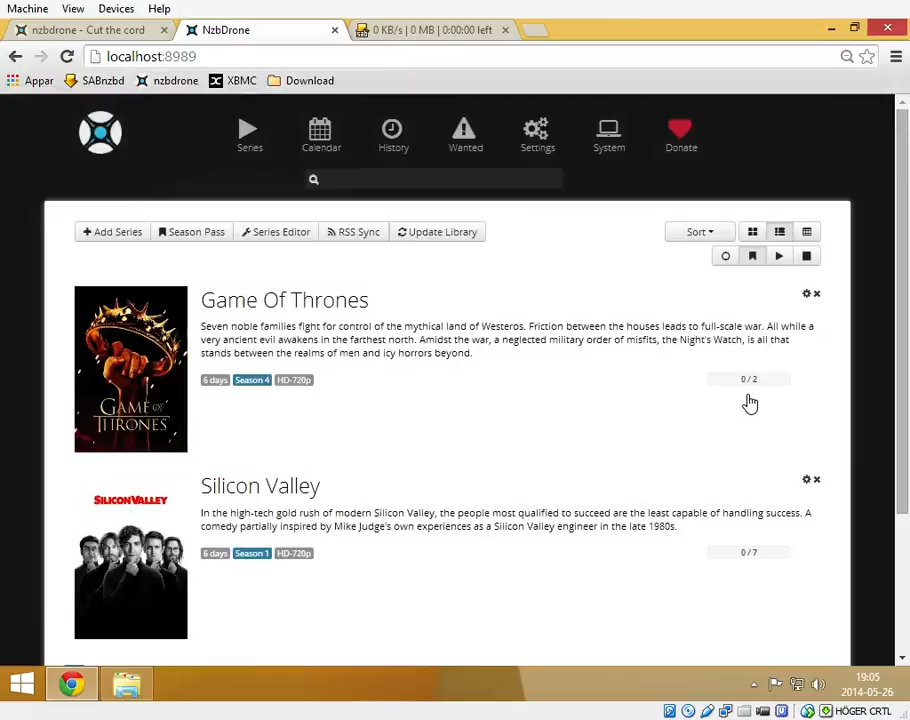 Machine View Devices Help
nzbdrone - Cut the cord
NzbDrone
0 KB/s | 0 MB | 0:00:00 left
localhost:8989
Appar SABnzbd nzbdrone XBMC Download
Series Calendar History Wanted Settings System Donate
Add Series Season Pass Series Editor RSS Sync Update Library Sort
Game Of Thrones
Seven noble families fight for control of the mythical land of Westeros. Friction between the houses leads to full-scale war. All while a
very ancient evil awakens in the farthest north. Amidst the war, a neglected military order of misfits, the Night's Watch, is all that
stands between the realms of men and icy horrors beyond.
6 days Season 4 HD-720p 0 / 2
GAME OF
THRONES
Silicon Valley
SILICON VALLEY
In the high-tech gold rush of modern Silicon Valley, the people most qualified to succeed are the least capable of handling success. A
comedy partially inspired by Mike Judge's own experiences as a Silicon Valley engineer in the late 1980s.
6 days Season 1 HD-720p 0 / 7
19:05
2014-05-26
HÖGER CRTL